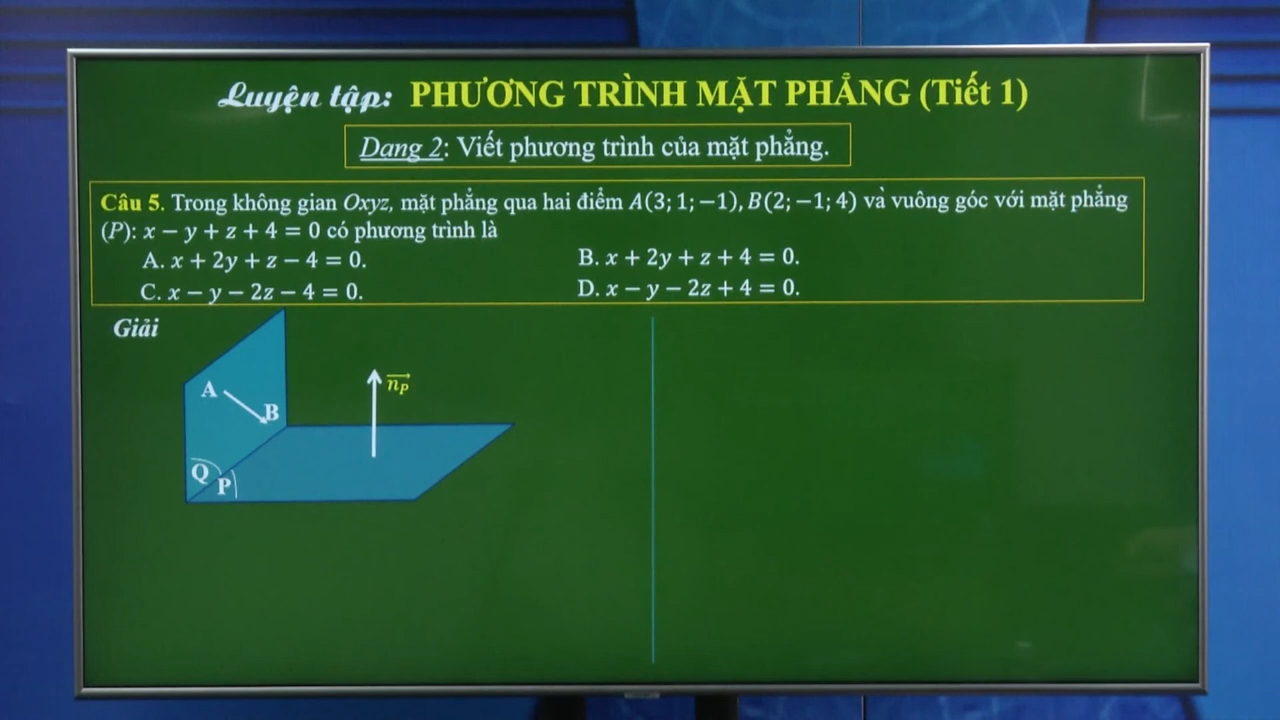 Luyện tập: PHƯƠNG TRÌNH MẶT PHẲNG (Tiết 1)
Dạng 2: Viết phương trình của mặt phẳng.
Câu 5. Trong không gian Oxyz, mặt phẳng qua hai điểm A(3; 1; −1), B(2; −1; 4) và vuông góc với mặt phẳng
(P): x − y + z + 4 = 0 có phương trình là
A. x + 2y + z − 4 = 0. B. x + 2y + z + 4 = 0.
C. x − y − 2z − 4 = 0. D. x − y − 2z + 4 = 0.
Giải
A
B
n_P
Q
P